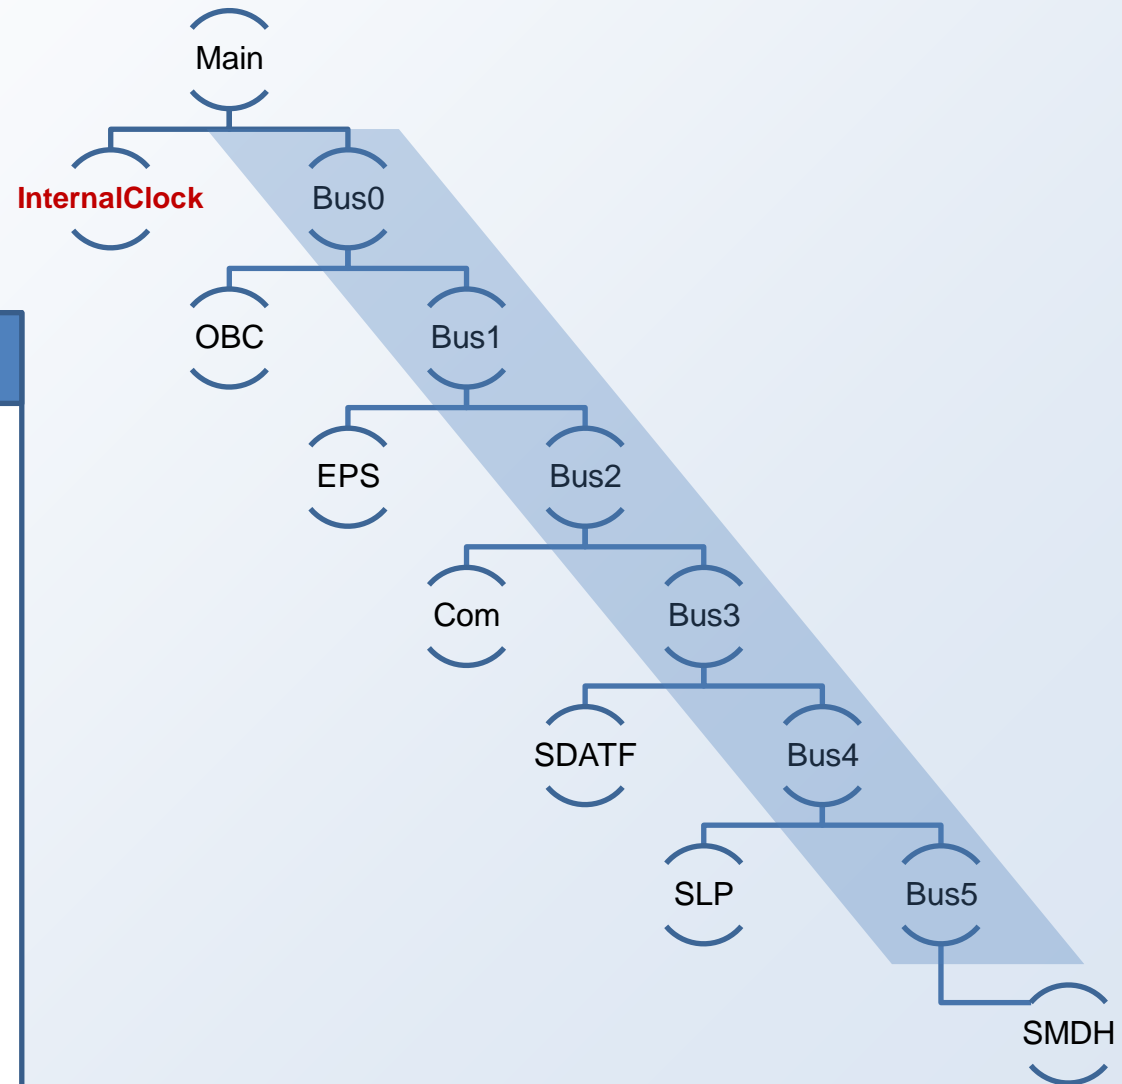 Main
InternalClock
Bus0
OBC
Bus1
EPS
Bus2
Com
Bus3
SDATF
Bus4
SLP
Bus5
SMDH